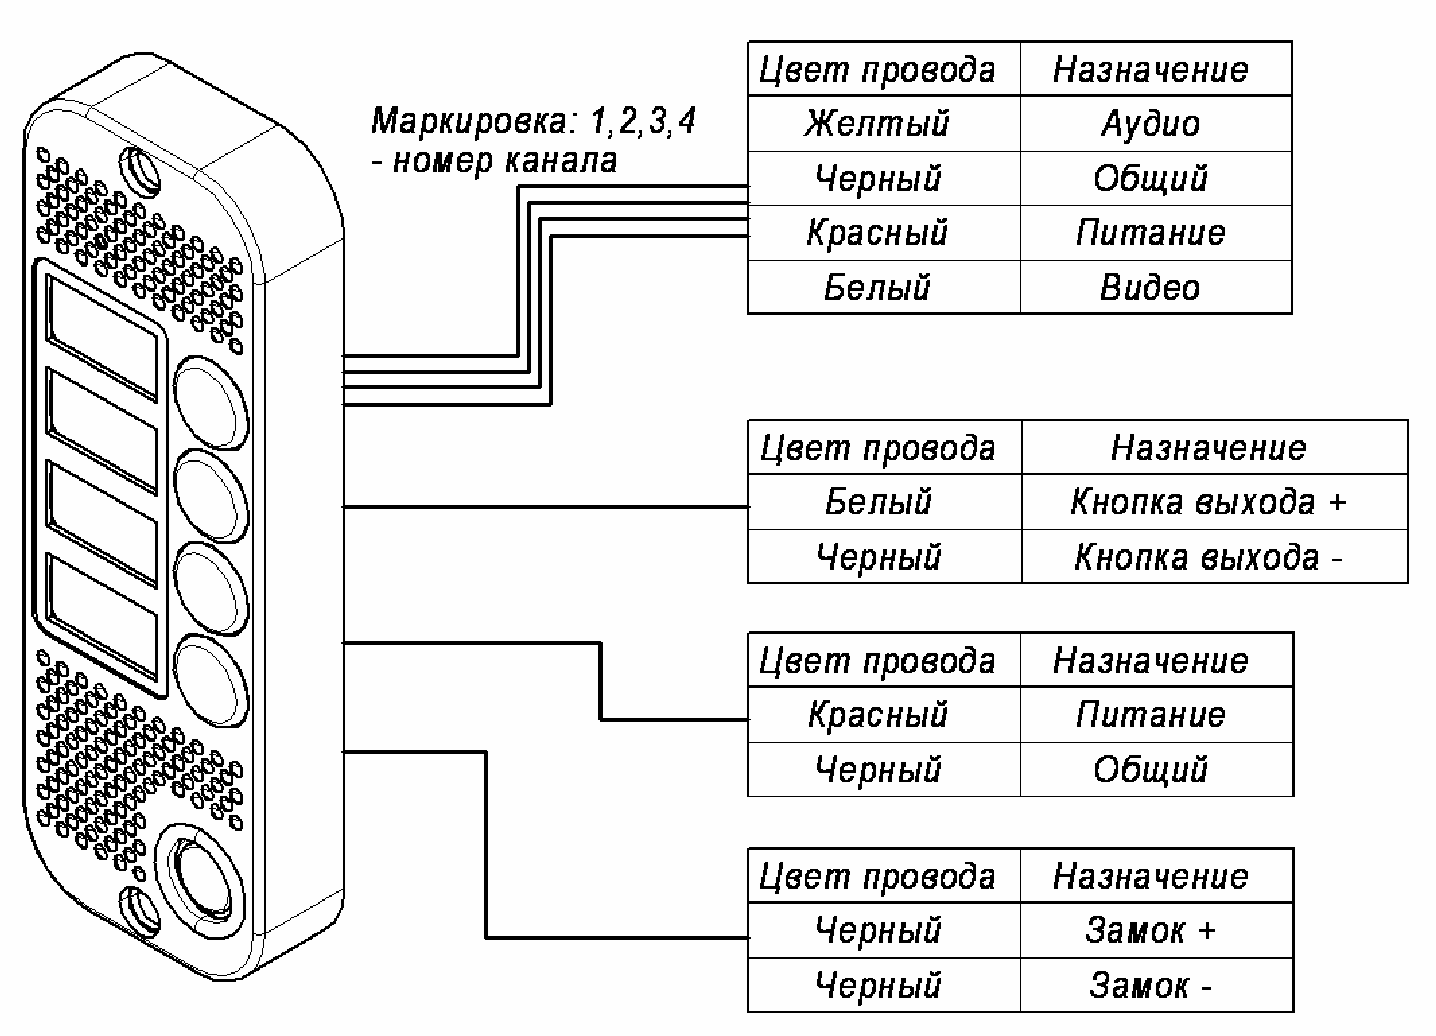 Маркировка: 1,2,3,4
- номер канала
Цвет провода Назначение
Желтый Аудио
Черный Общий
Красный Питание
Белый Видео
Цвет провода Назначение
Белый Кнопка выхода +
Черный Кнопка выхода -
Цвет провода Назначение
Красный Питание
Черный Общий
Цвет провода Назначение
Черный Замок +
Черный Замок -